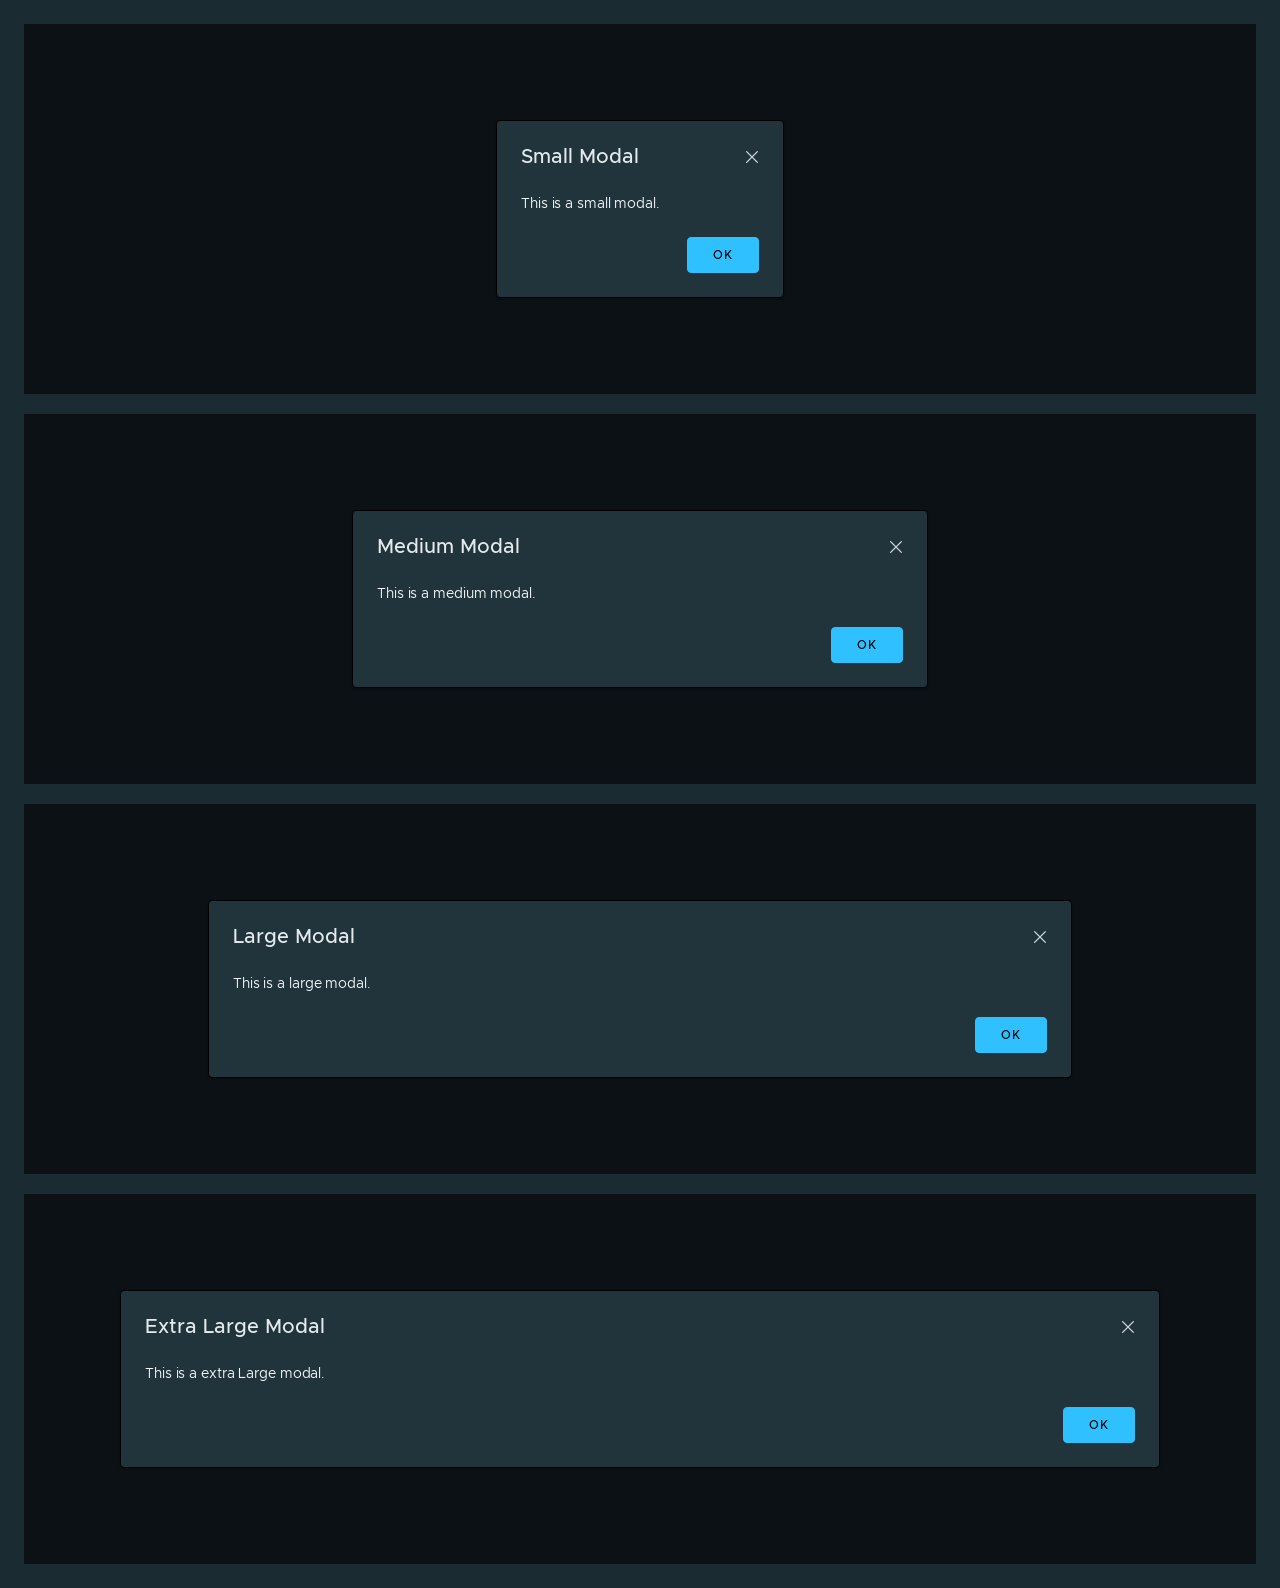 Small Modal
This is a small modal.
OK
Medium Modal
This is a medium modal.
OK
Large Modal
This is a large modal.
OK
Extra Large Modal
This is a extra Large modal.
OK